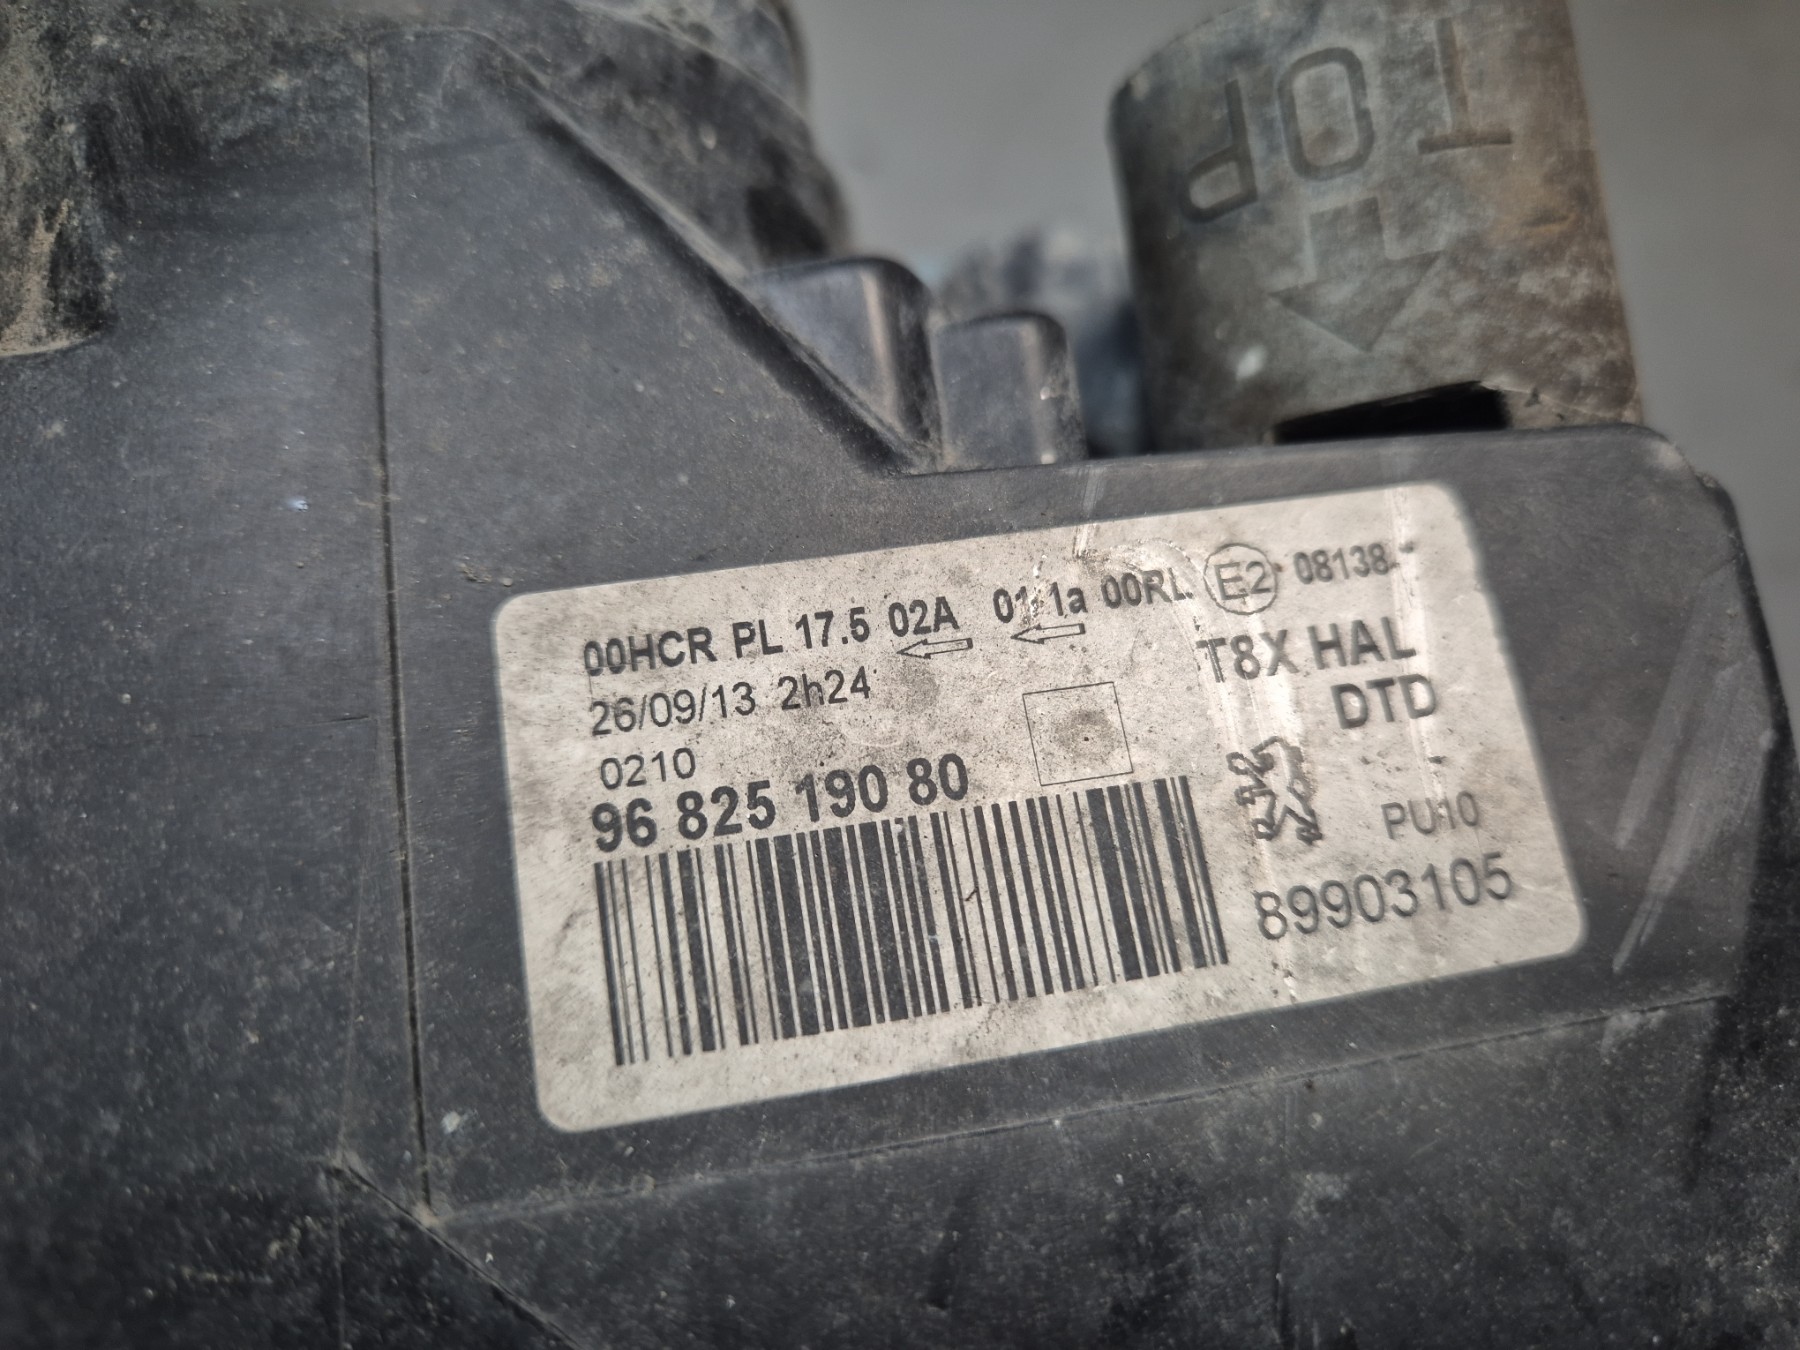 TOP
00HCR PL 17.5 02A 01 1a 00RL E2 08138
26/09/13 2h24
T8X HAL
DTD
0210
96 825 190 80
PU10
89903105